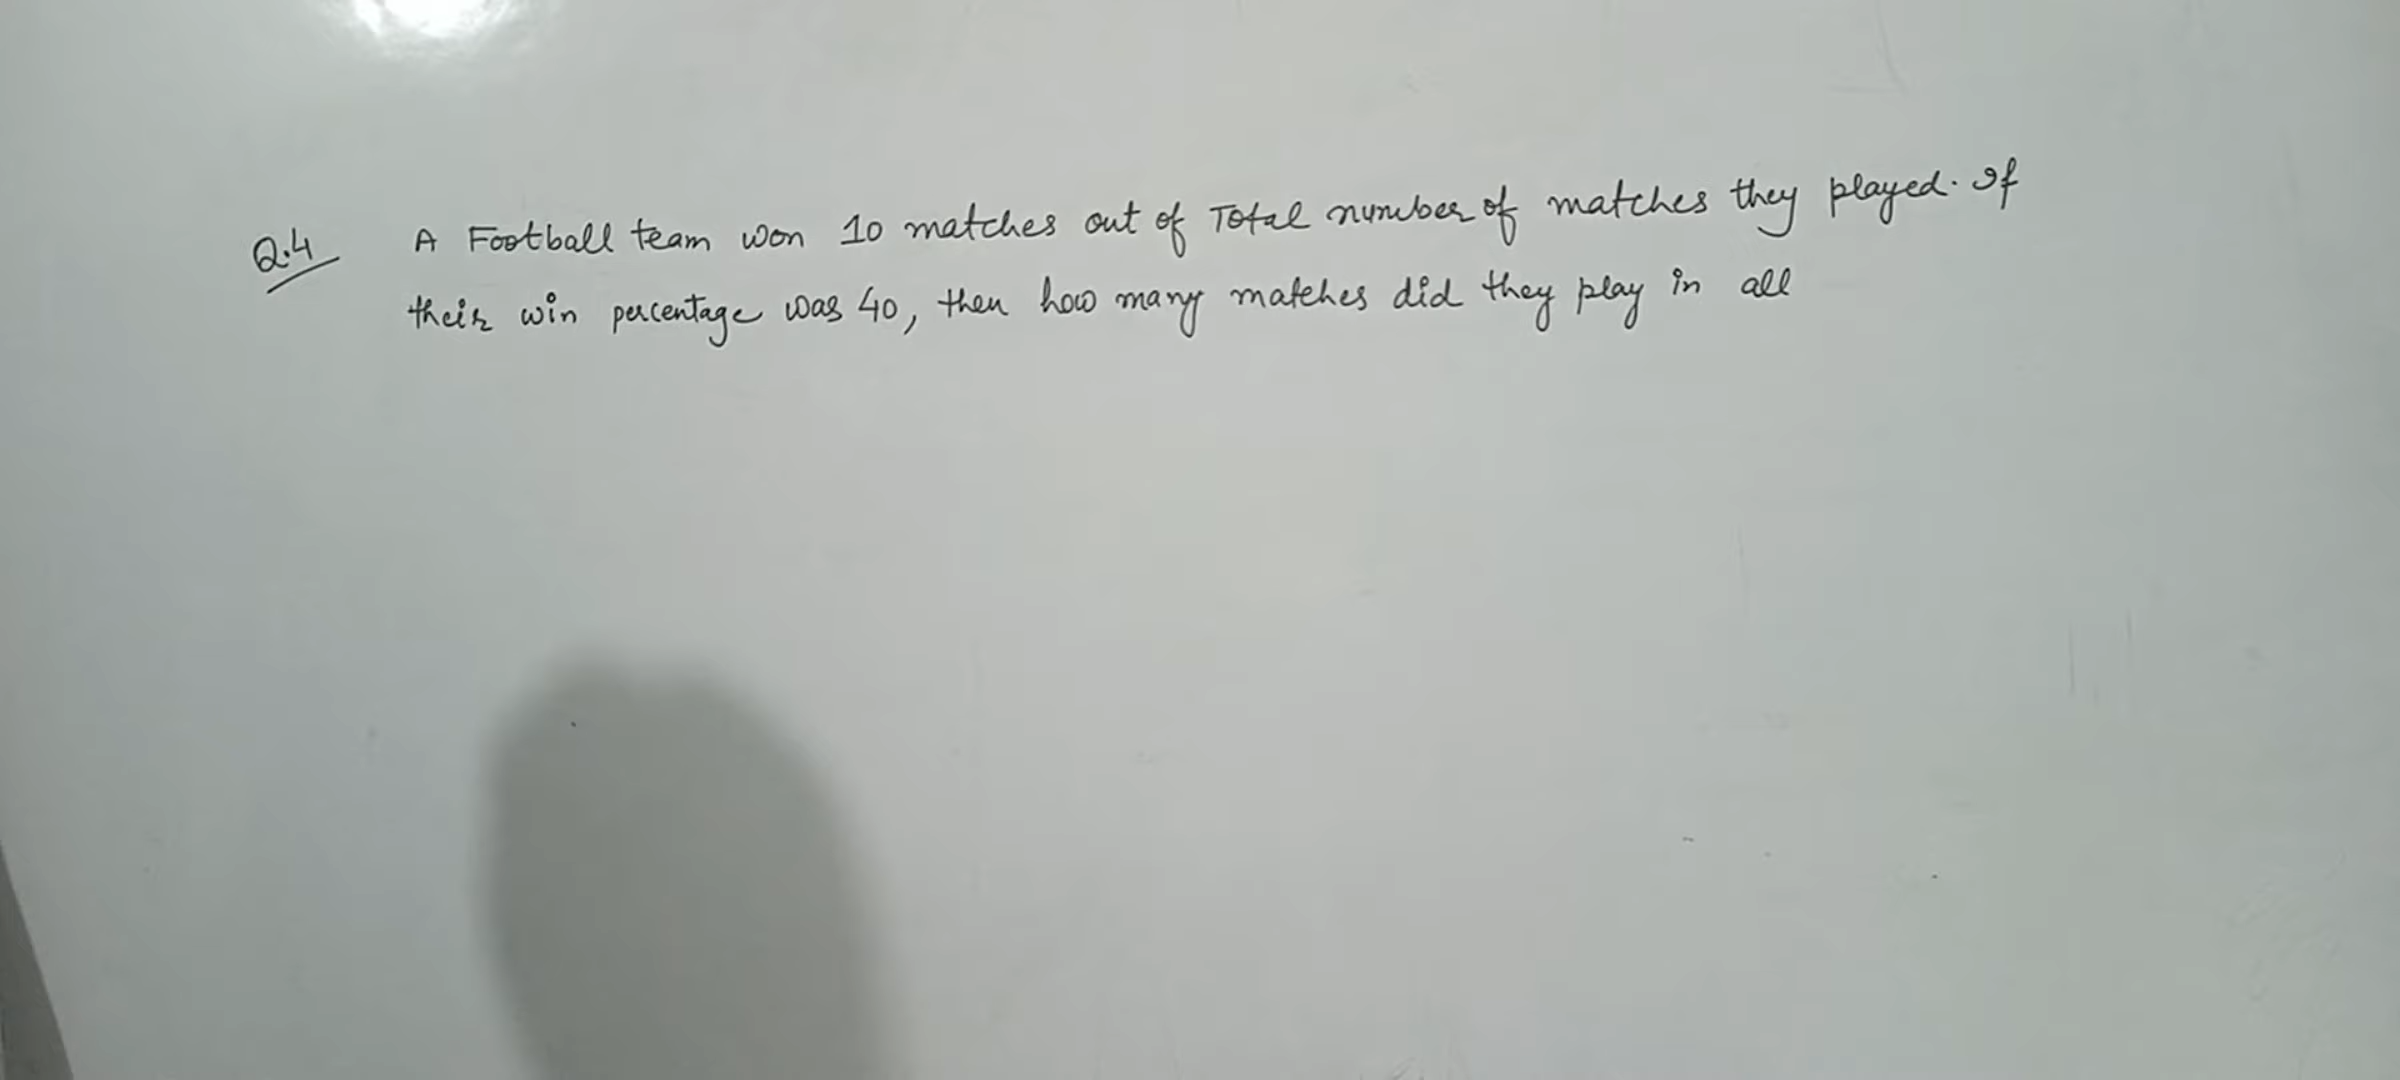 Q.4 A Football team won 10 matches out of Total number of matches they played. If
their win percentage was 40, then how many matches did they play in all